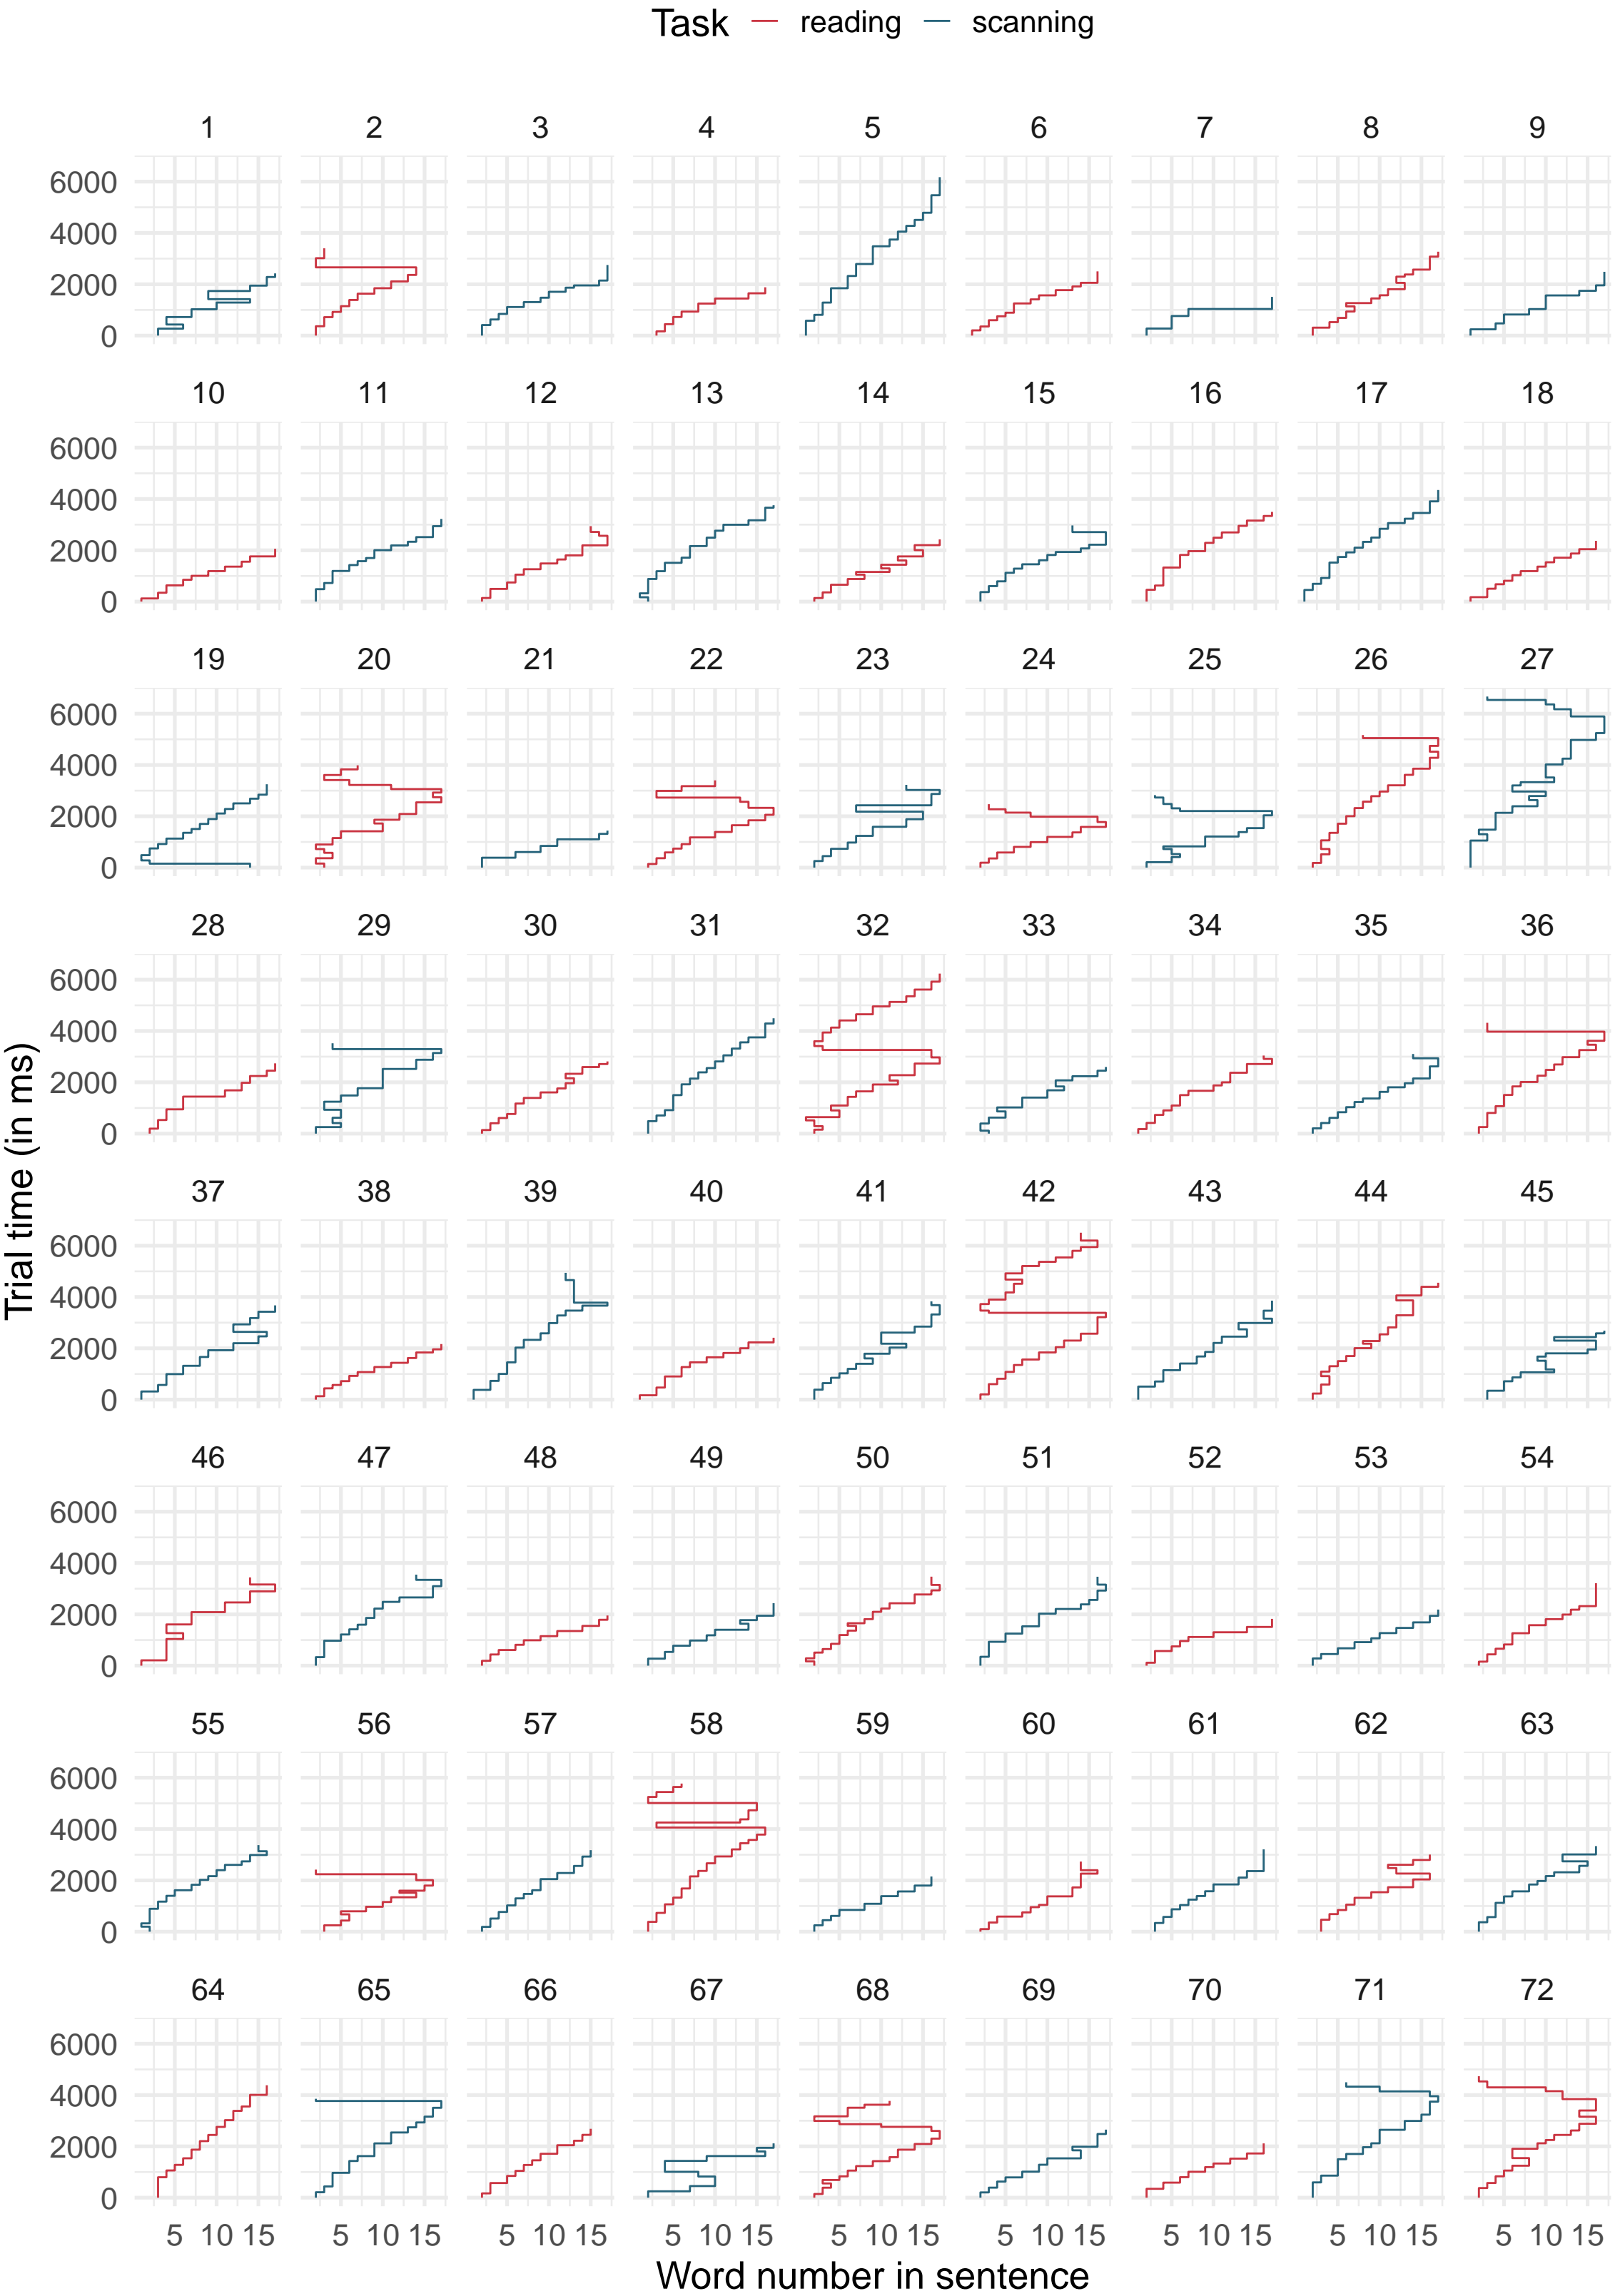 Task reading scanning
1 2 3 4 5 6 7 8 9
6000
4000
2000
0
10 11 12 13 14 15 16 17 18
6000
4000
2000
0
19 20 21 22 23 24 25 26 27
6000
4000
2000
0
28 29 30 31 32 33 34 35 36
6000
4000
2000
0
Trial time (in ms)
37 38 39 40 41 42 43 44 45
6000
4000
2000
0
46 47 48 49 50 51 52 53 54
6000
4000
2000
0
55 56 57 58 59 60 61 62 63
6000
4000
2000
0
64 65 66 67 68 69 70 71 72
6000
4000
2000
0
5 10 15 5 10 15 5 10 15 5 10 15 5 10 15 5 10 15 5 10 15 5 10 15 5 10 15
Word number in sentence